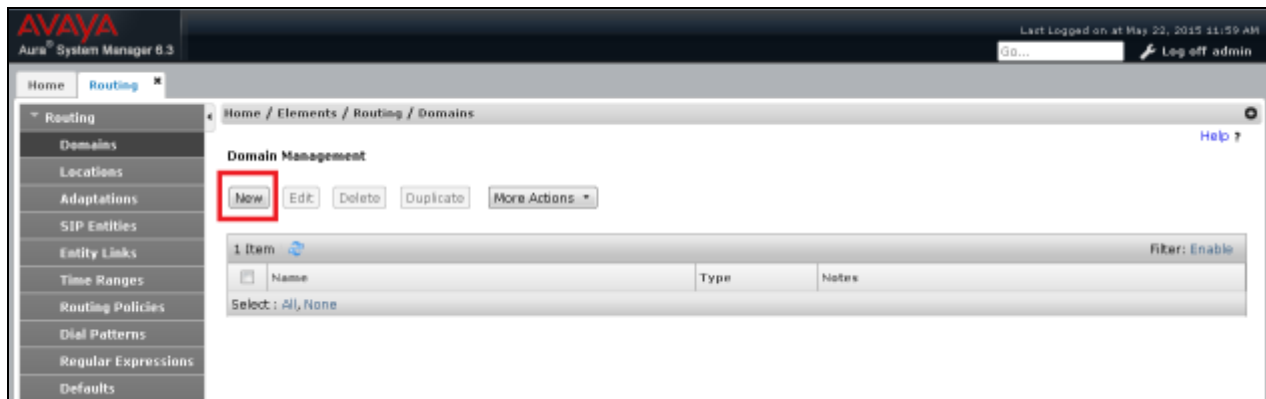 AVAYA
Aura® System Manager 6.3
Last Logged on at May 22, 2015 11:59 AM
Go...
Log off admin
Home
Routing ×
Routing
Domains
Locations
Adaptations
SIP Entities
Entity Links
Time Ranges
Routing Policies
Dial Patterns
Regular Expressions
Defaults
Home / Elements / Routing / Domains
Help ?
Domain Management
New Edit Delete Duplicate More Actions
1 Item Filter: Enable
Name Type Notes
Select : All, None